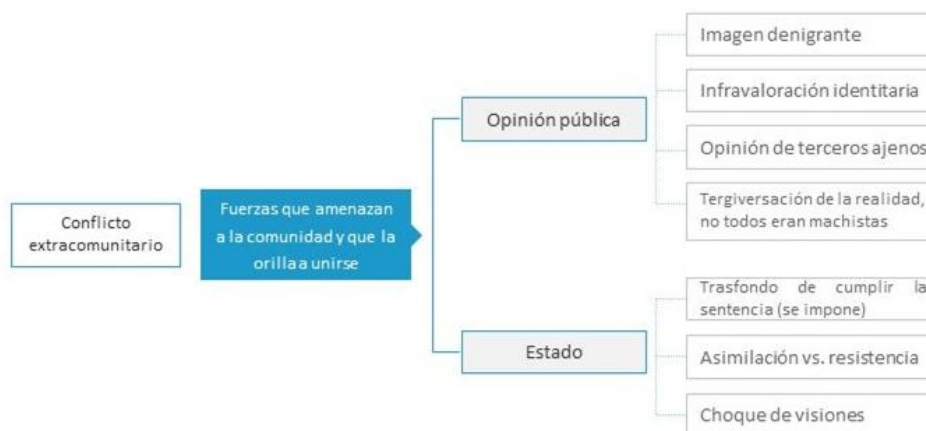 Conflicto
extracomunitario
Fuerzas que amenazan
a la comunidad y que la
orilla a unirse
Opinión pública
Imagen denigrante
Infravaloración identitaria
Opinión de terceros ajenos
Tergiversación de la realidad,
no todos eran machistas
Estado
Trasfondo de cumplir la
sentencia (se impone)
Asimilación vs. resistencia
Choque de visiones